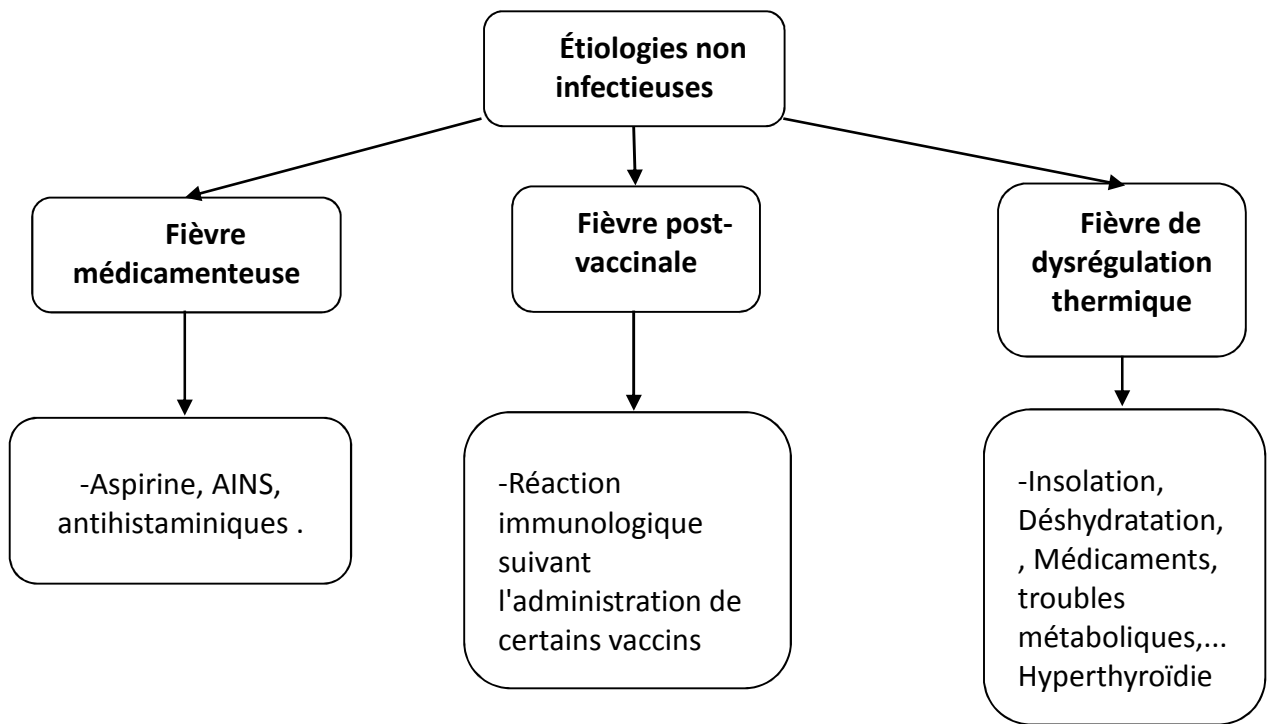 Étiologies non
infectieuses
Fièvre
médicamenteuse
Fièvre post-
vaccinale
Fièvre de
dysrégulation
thermique
-Aspirine, AINS,
antihistaminiques .
-Réaction
immunologique
suivant
l'administration de
certains vaccins
-Insolation,
Déshydratation,
, Médicaments,
troubles
métaboliques,...
Hyperthyroïdie